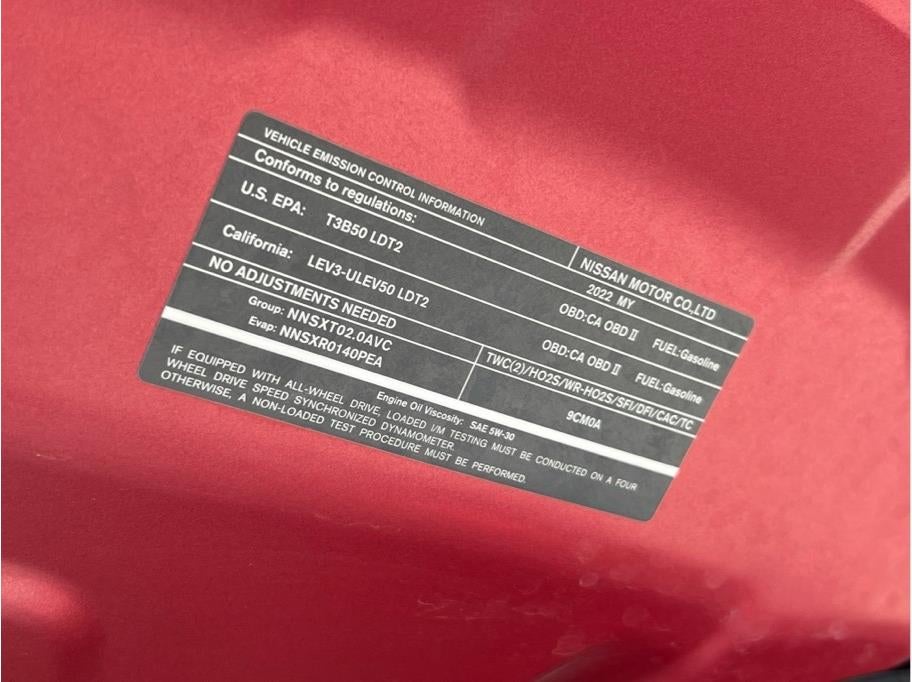 VEHICLE EMISSION CONTROL INFORMATION
NISSAN MOTOR CO.,LTD
Conforms to regulations:
2022 MY
U.S. EPA: T3B50 LDT2 OBD:CA OBD II FUEL:Gasoline
California: LEV3-ULEV50 LDT2 OBD:CA OBD II FUEL:Gasoline
NO ADJUSTMENTS NEEDED
Group: NNSXT02.0AVC TWC(2)/HO2S/WR-HO2S/SFI/DFI/CAC/TC
Evap: NNSXR0140PEA 9CM0A
Engine Oil Viscosity: SAE 5W-30
IF EQUIPPED WITH ALL-WHEEL DRIVE, LOADED I/M TESTING MUST BE CONDUCTED ON A FOUR
WHEEL DRIVE SPEED SYNCHRONIZED DYNAMOMETER.
OTHERWISE, A NON-LOADED TEST PROCEDURE MUST BE PERFORMED.